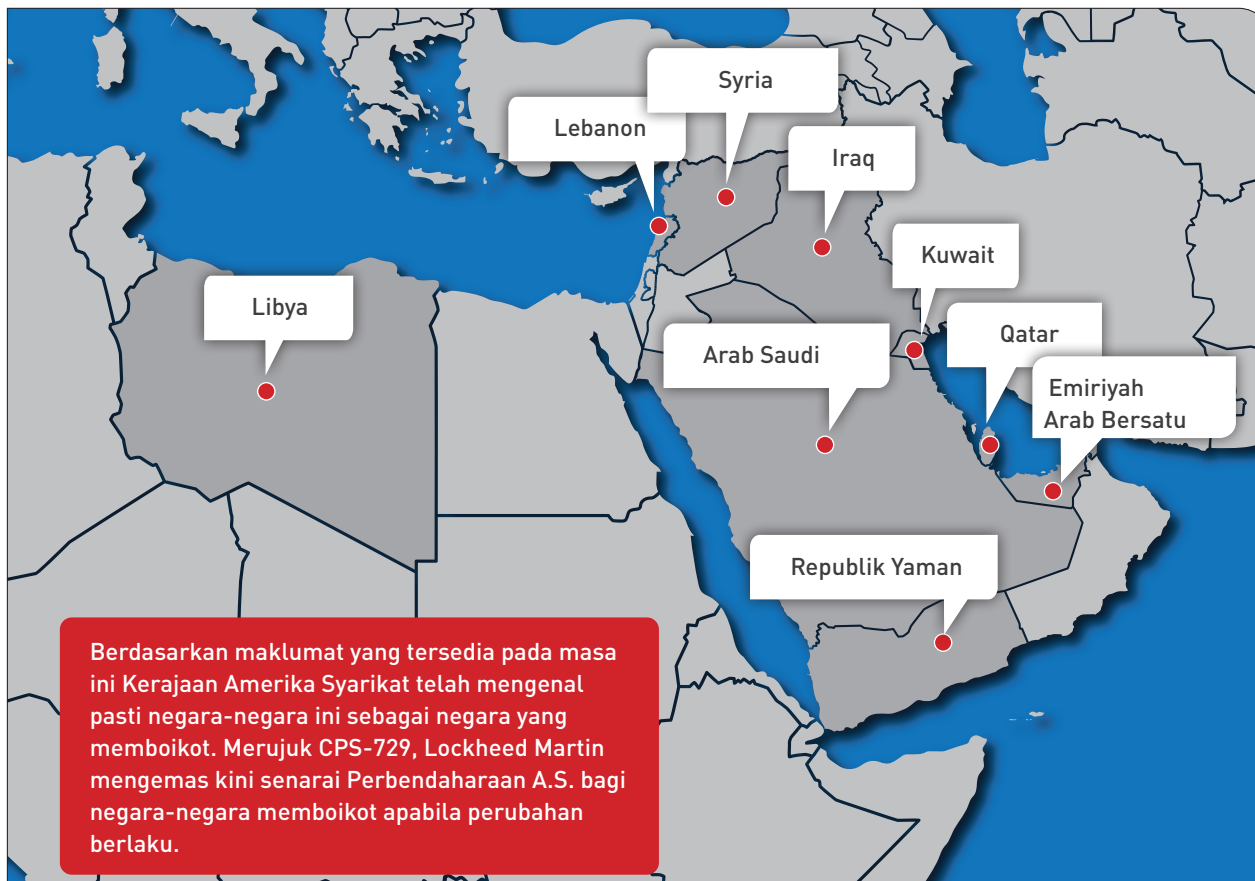 Syria
Lebanon
Iraq
Kuwait
Libya
Qatar
Arab Saudi
Emiriyah
Arab Bersatu
Republik Yaman
Berdasarkan maklumat yang tersedia pada masa
ini Kerajaan Amerika Syarikat telah mengenal
pasti negara-negara ini sebagai negara yang
memboikot. Merujuk CPS-729, Lockheed Martin
mengemas kini senarai Perbendaharaan A.S. bagi
negara-negara memboikot apabila perubahan
berlaku.